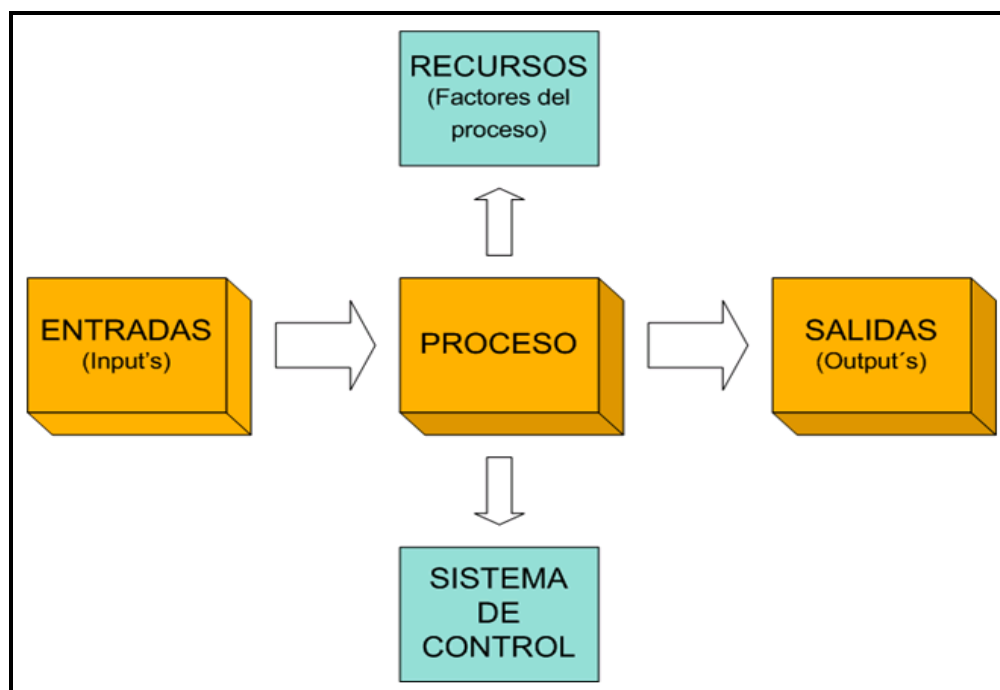 RECURSOS
(Factores del
proceso)
ENTRADAS
(Input's)
PROCESO
SALIDAS
(Output´s)
SISTEMA
DE
CONTROL